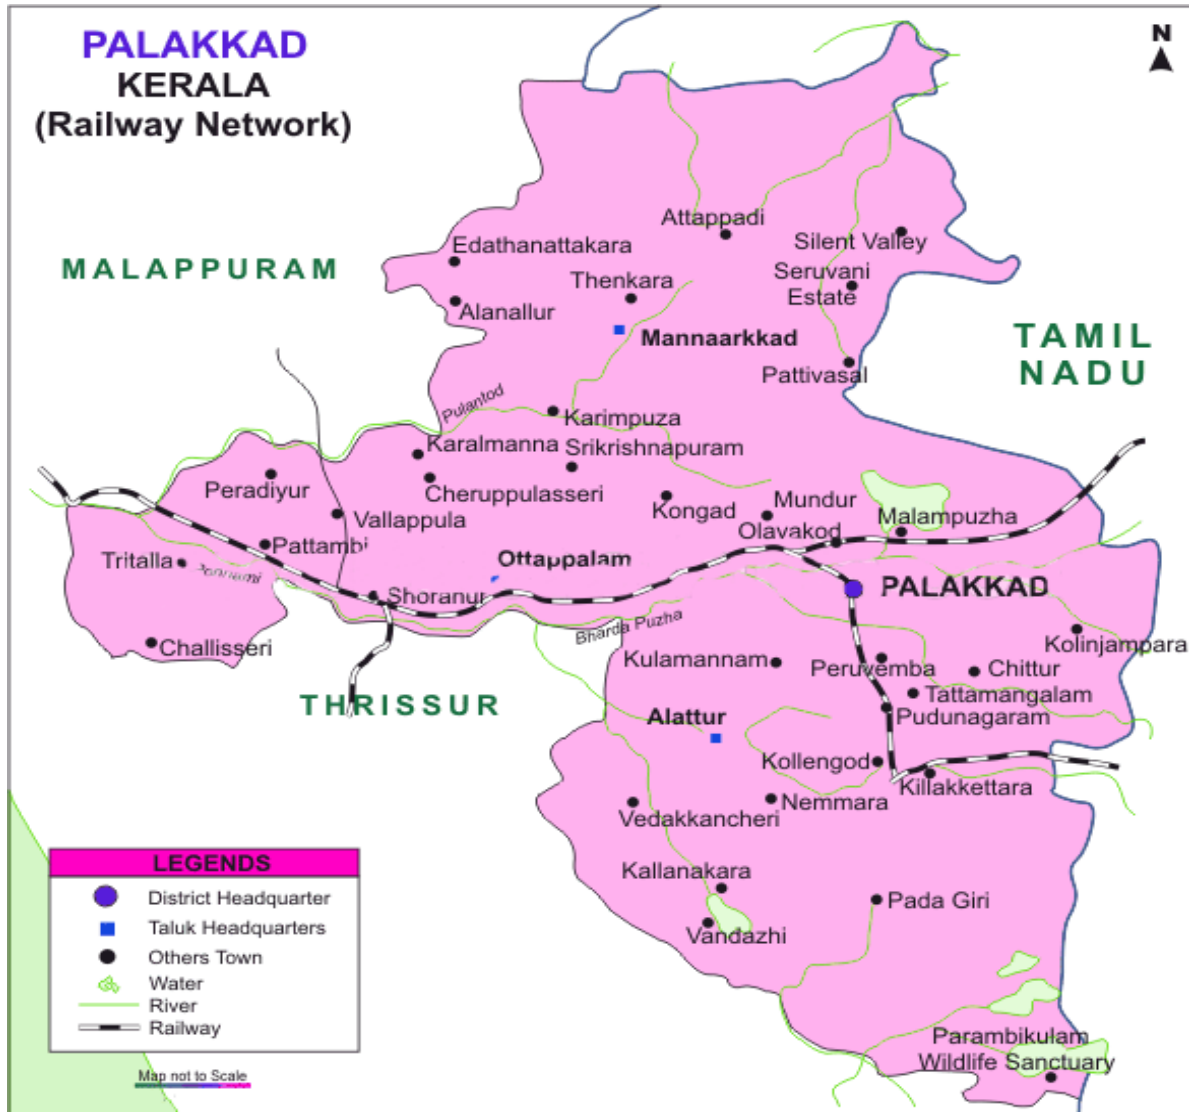 PALAKKAD
KERALA
(Railway Network)
N
MALAPPURAM
TAMIL
NADU
THRISSUR
Attappadi
Silent Valley
Edathanattakara
Seruvani
Estate
Thenkara
Alanallur
Mannaarkkad
Pattivasal
Pulantod
Karimpuza
Karalmanna
Srikrishnapuram
Peradiyur
Cheruppulasseri
Kongad
Mundur
Vallappula
Olavakod
Malampuzha
Pattambi
Tritalla
Ottappalam
Shoranur
PALAKKAD
Bharda Puzha
Challisseri
Kolinjampara
Kulamannam
Peruvemba
Chittur
Tattamangalam
Alattur
Pudunagaram
Kollengod
Killakkettara
Nemmara
Vedakkancheri
Kallanakara
Pada Giri
Vandazhi
Parambikulam
Wildlife Sanctuary
LEGENDS
District Headquarter
Taluk Headquarters
Others Town
Water
River
Railway
Map not to Scale